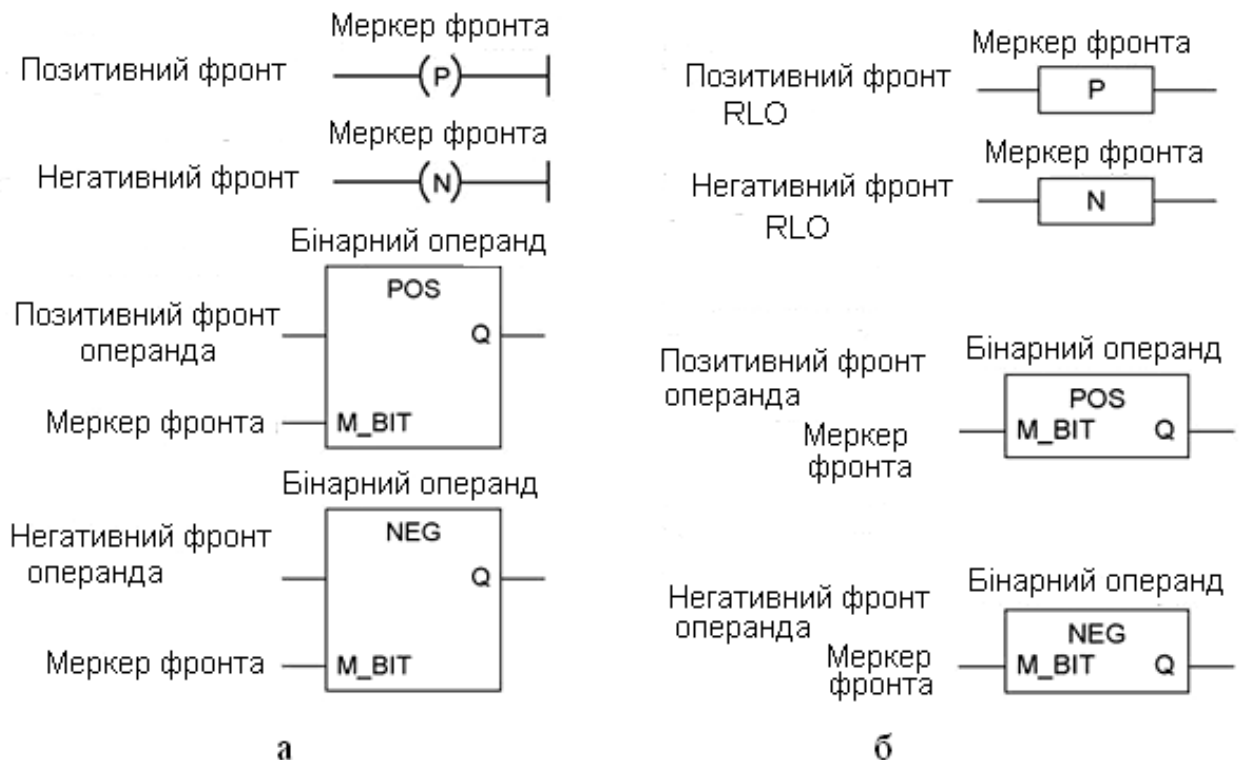 Меркер фронта
Позитивний фронт
(P)
Меркер фронта
Негативний фронт
(N)
Бінарний операнд
POS
Позитивний фронт
операнда
Q
Меркер фронта
M_BIT
Бінарний операнд
NEG
Негативний фронт
операнда
Q
Меркер фронта
M_BIT
а
Меркер фронта
Позитивний фронт
RLO
P
Меркер фронта
Негативний фронт
RLO
N
Бінарний операнд
Позитивний фронт
операнда
POS
Меркер
фронта
M_BIT Q
Бінарний операнд
Негативний фронт
операнда
NEG
Меркер
фронта
M_BIT Q
б